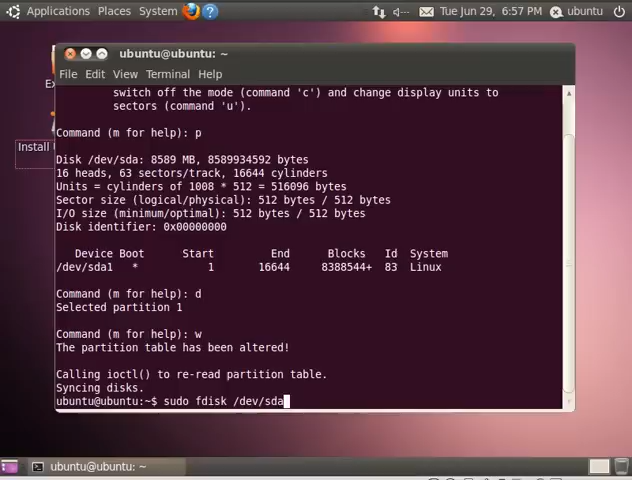 Applications Places System
Tue Jun 29, 6:57 PM ubuntu
ubuntu@ubuntu: ~
File Edit View Terminal Help
switch off the mode (command 'c') and change display units to
sectors (command 'u').
Command (m for help): p
Disk /dev/sda: 8589 MB, 8589934592 bytes
16 heads, 63 sectors/track, 16644 cylinders
Units = cylinders of 1008 * 512 = 516096 bytes
Sector size (logical/physical): 512 bytes / 512 bytes
I/O size (minimum/optimal): 512 bytes / 512 bytes
Disk identifier: 0x00000000
Device Boot Start End Blocks Id System
/dev/sda1 * 1 16644 8388544+ 83 Linux
Command (m for help): d
Selected partition 1
Command (m for help): w
The partition table has been altered!
Calling ioctl() to re-read partition table.
Syncing disks.
ubuntu@ubuntu:~$ sudo fdisk /dev/sda
Install
ubuntu@ubuntu: ~